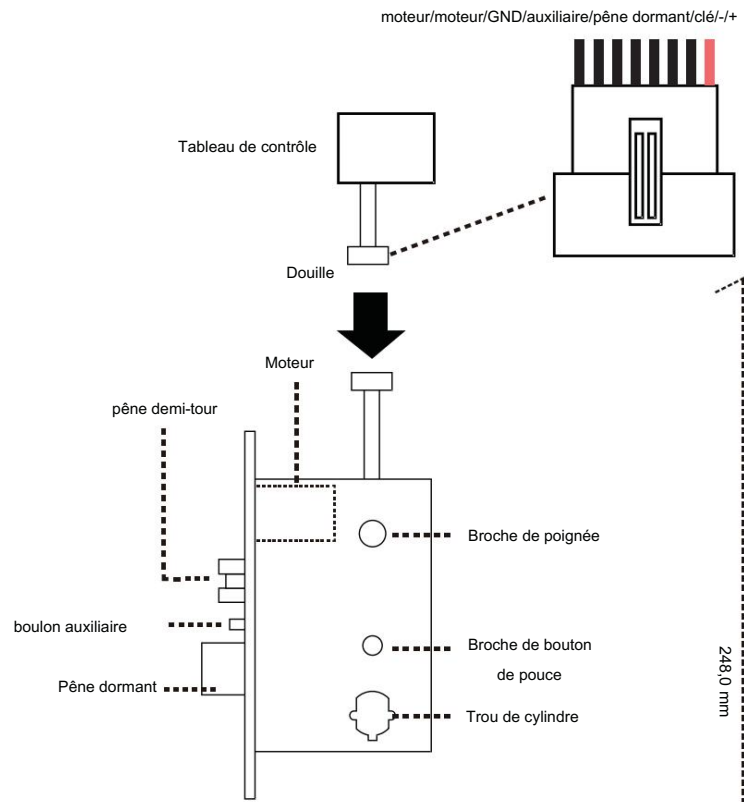 moteur/moteur/GND/auxiliaire/pêne dormant/clé/-/+
Tableau de contrôle
Douille
Moteur
pêne demi-tour
Broche de poignée
boulon auxiliaire
Broche de bouton
de pouce
Pêne dormant
Trou de cylindre
248,0 mm